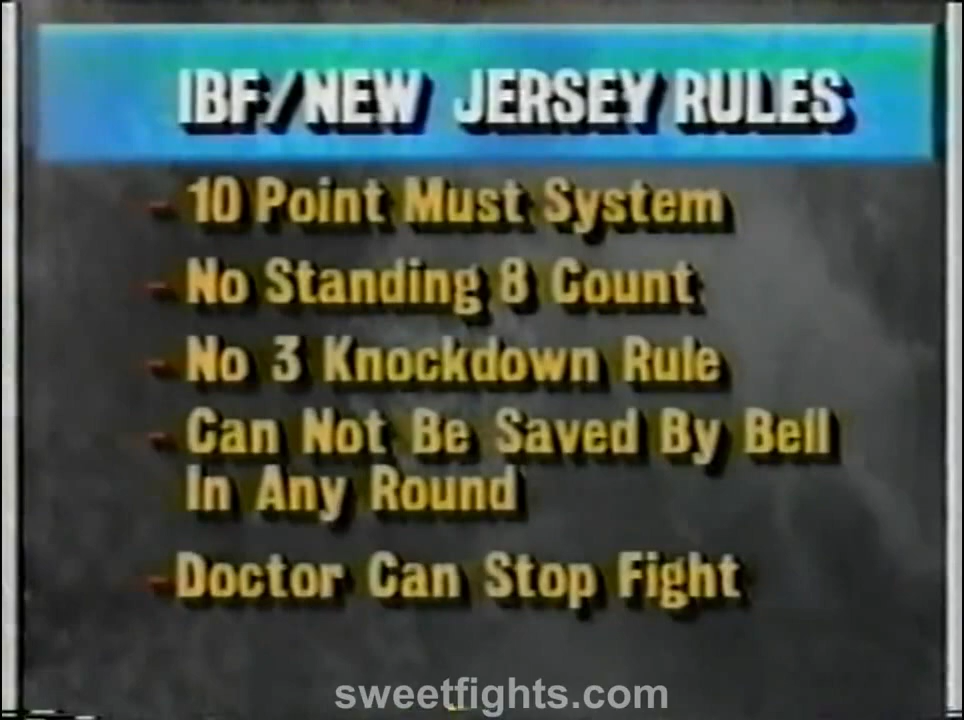 IBF/NEW JERSEY RULES
- 10 Point Must System
- No Standing 8 Count
- No 3 Knockdown Rule
- Can Not Be Saved By Bell
In Any Round
- Doctor Can Stop Fight
sweetfights.com